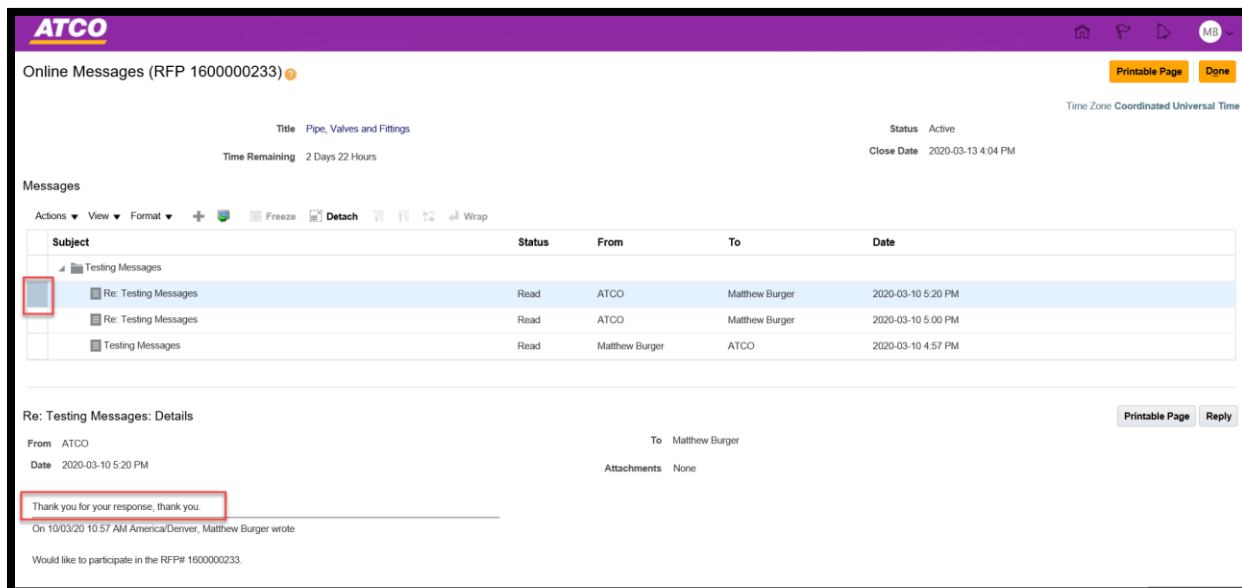 ATCO
MB
Online Messages (RFP 1600000233) ?
Printable Page Done
Time Zone Coordinated Universal Time
Title Pipe, Valves and Fittings
Status Active
Time Remaining 2 Days 22 Hours
Close Date 2020-03-13 4:04 PM
Messages
Actions View Format Freeze Detach Wrap
Subject Status From To Date
Testing Messages
Re: Testing Messages Read ATCO Matthew Burger 2020-03-10 5:20 PM
Re: Testing Messages Read ATCO Matthew Burger 2020-03-10 5:00 PM
Testing Messages Read Matthew Burger ATCO 2020-03-10 4:57 PM
Re: Testing Messages: Details
Printable Page Reply
From ATCO
To Matthew Burger
Date 2020-03-10 5:20 PM
Attachments None
Thank you for your response, thank you.
On 10/03/20 10:57 AM America/Denver, Matthew Burger wrote
Would like to participate in the RFP# 1600000233.